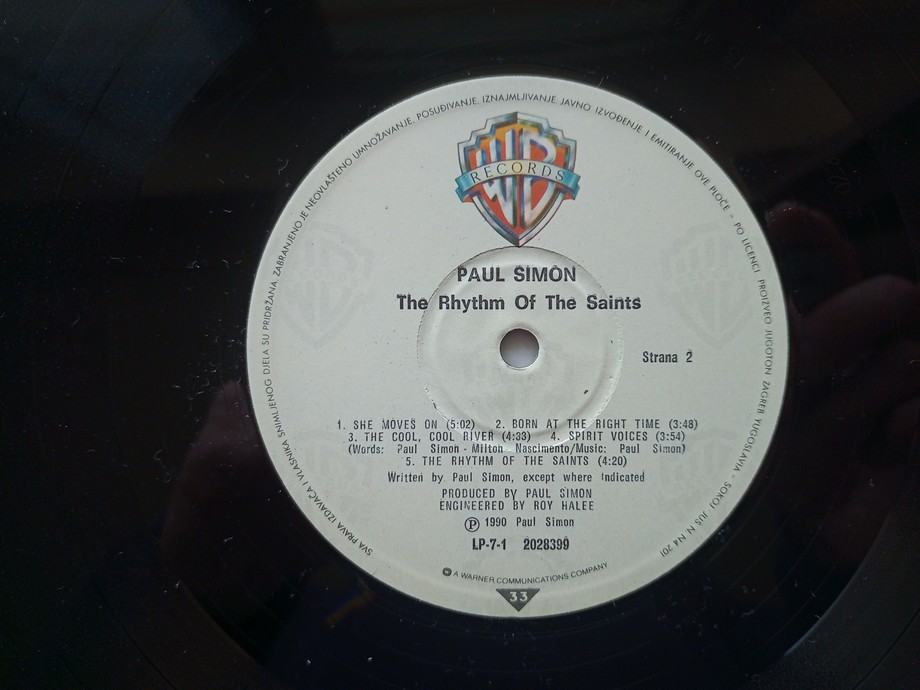 SVA PRAVA IZDAVAČA I VLASNIKA SNIMLJENOG DJELA SU PRIDRŽANA ZABRANJENO JE NEOVLAŠTENO UMNOŽAVANJE, POSUĐIVANJE, IZNAJMLJIVANJE JAVNO IZVOĐENJE I EMITIRANJE OVE PLOČE - PO LICENCI PROIZVEO JUGOTON ZAGREB YUGOSLAVIA - SOKOJ JUS N N4 201
WB
RECORDS
PAUL SIMON
The Rhythm Of The Saints
Strana 2
1. SHE MOVES ON (5:02) 2. BORN AT THE RIGHT TIME (3:48)
3. THE COOL, COOL RIVER (4:33) 4. SPIRIT VOICES (3:54)
(Words: Paul Simon - Milton Nascimento/Music: Paul Simon)
5. THE RHYTHM OF THE SAINTS (4:20)
Written by Paul Simon, except where indicated
PRODUCED BY PAUL SIMON
ENGINEERED BY ROY HALEE
Ⓟ 1990 Paul Simon
LP-7-1 2028399
A WARNER COMMUNICATIONS COMPANY
33